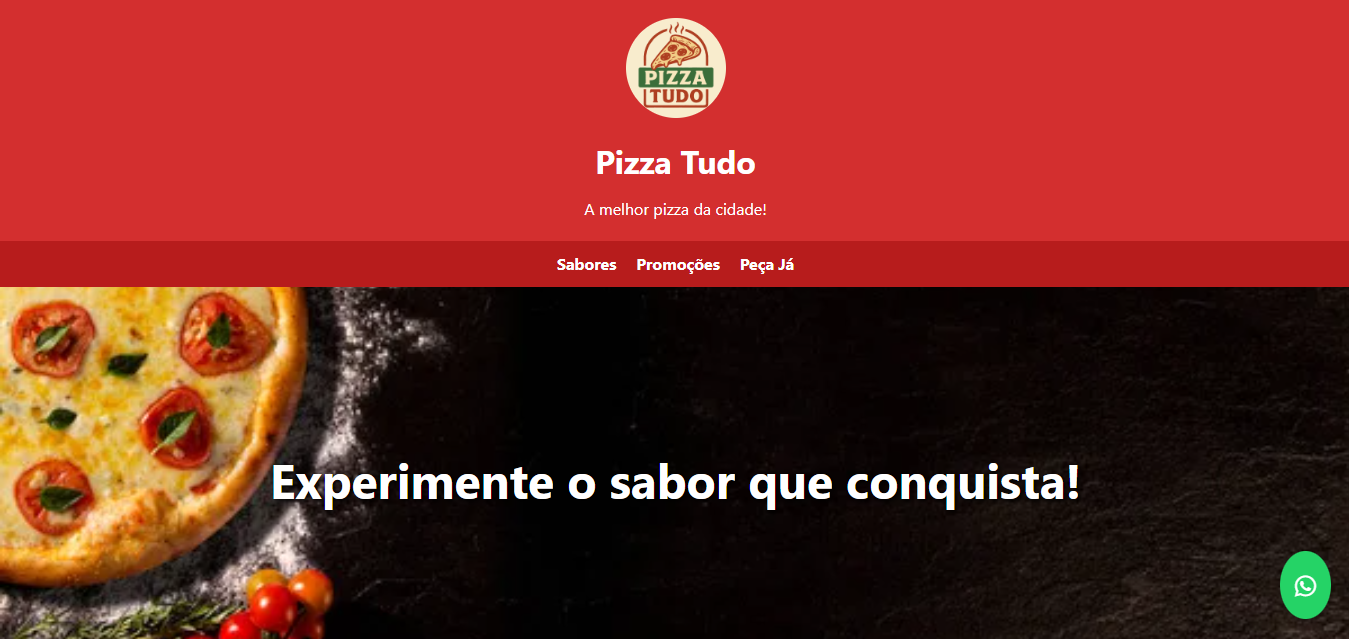 PIZZA
TUDO
Pizza Tudo
A melhor pizza da cidade!
Sabores Promoções Peça Já
Experimente o sabor que conquista!